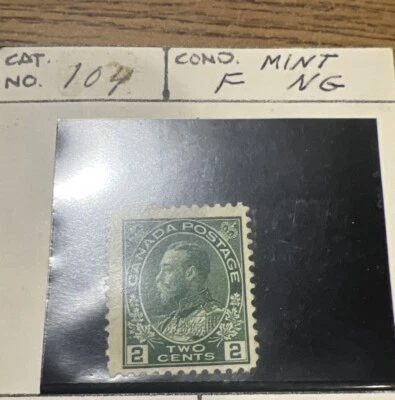 CAT. NO. 104
COND. MINT
F NG
CANADA POSTAGE
2 TWO CENTS 2